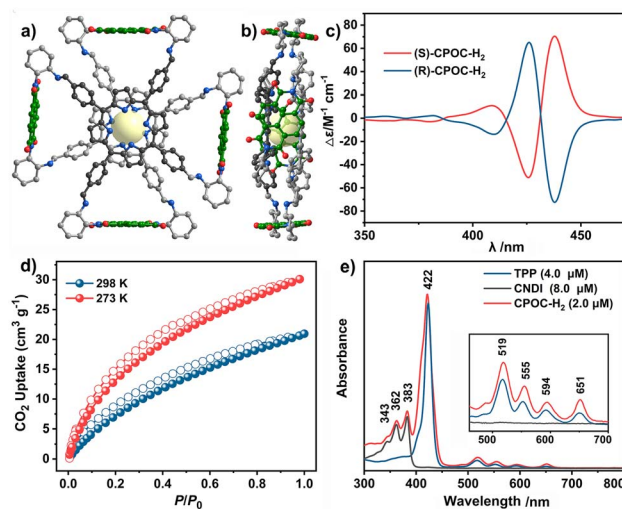 a)
b)
c)
(S)-CPOC-H₂
(R)-CPOC-H₂
Δε/M⁻¹ cm⁻¹
80
60
40
20
0
-20
-40
-60
-80
350
400
450
λ /nm
d)
298 K
273 K
CO₂ Uptake (cm³ g⁻¹)
30
25
20
15
10
5
0
0.0
0.2
0.4
0.6
0.8
1.0
P/P₀
e)
422
TPP (4.0 μM)
CNDI (8.0 μM)
CPOC-H₂ (2.0 μM)
343
362
383
519
555
594
651
500
600
700
Absorbance
300
400
500
600
700
800
Wavelength /nm